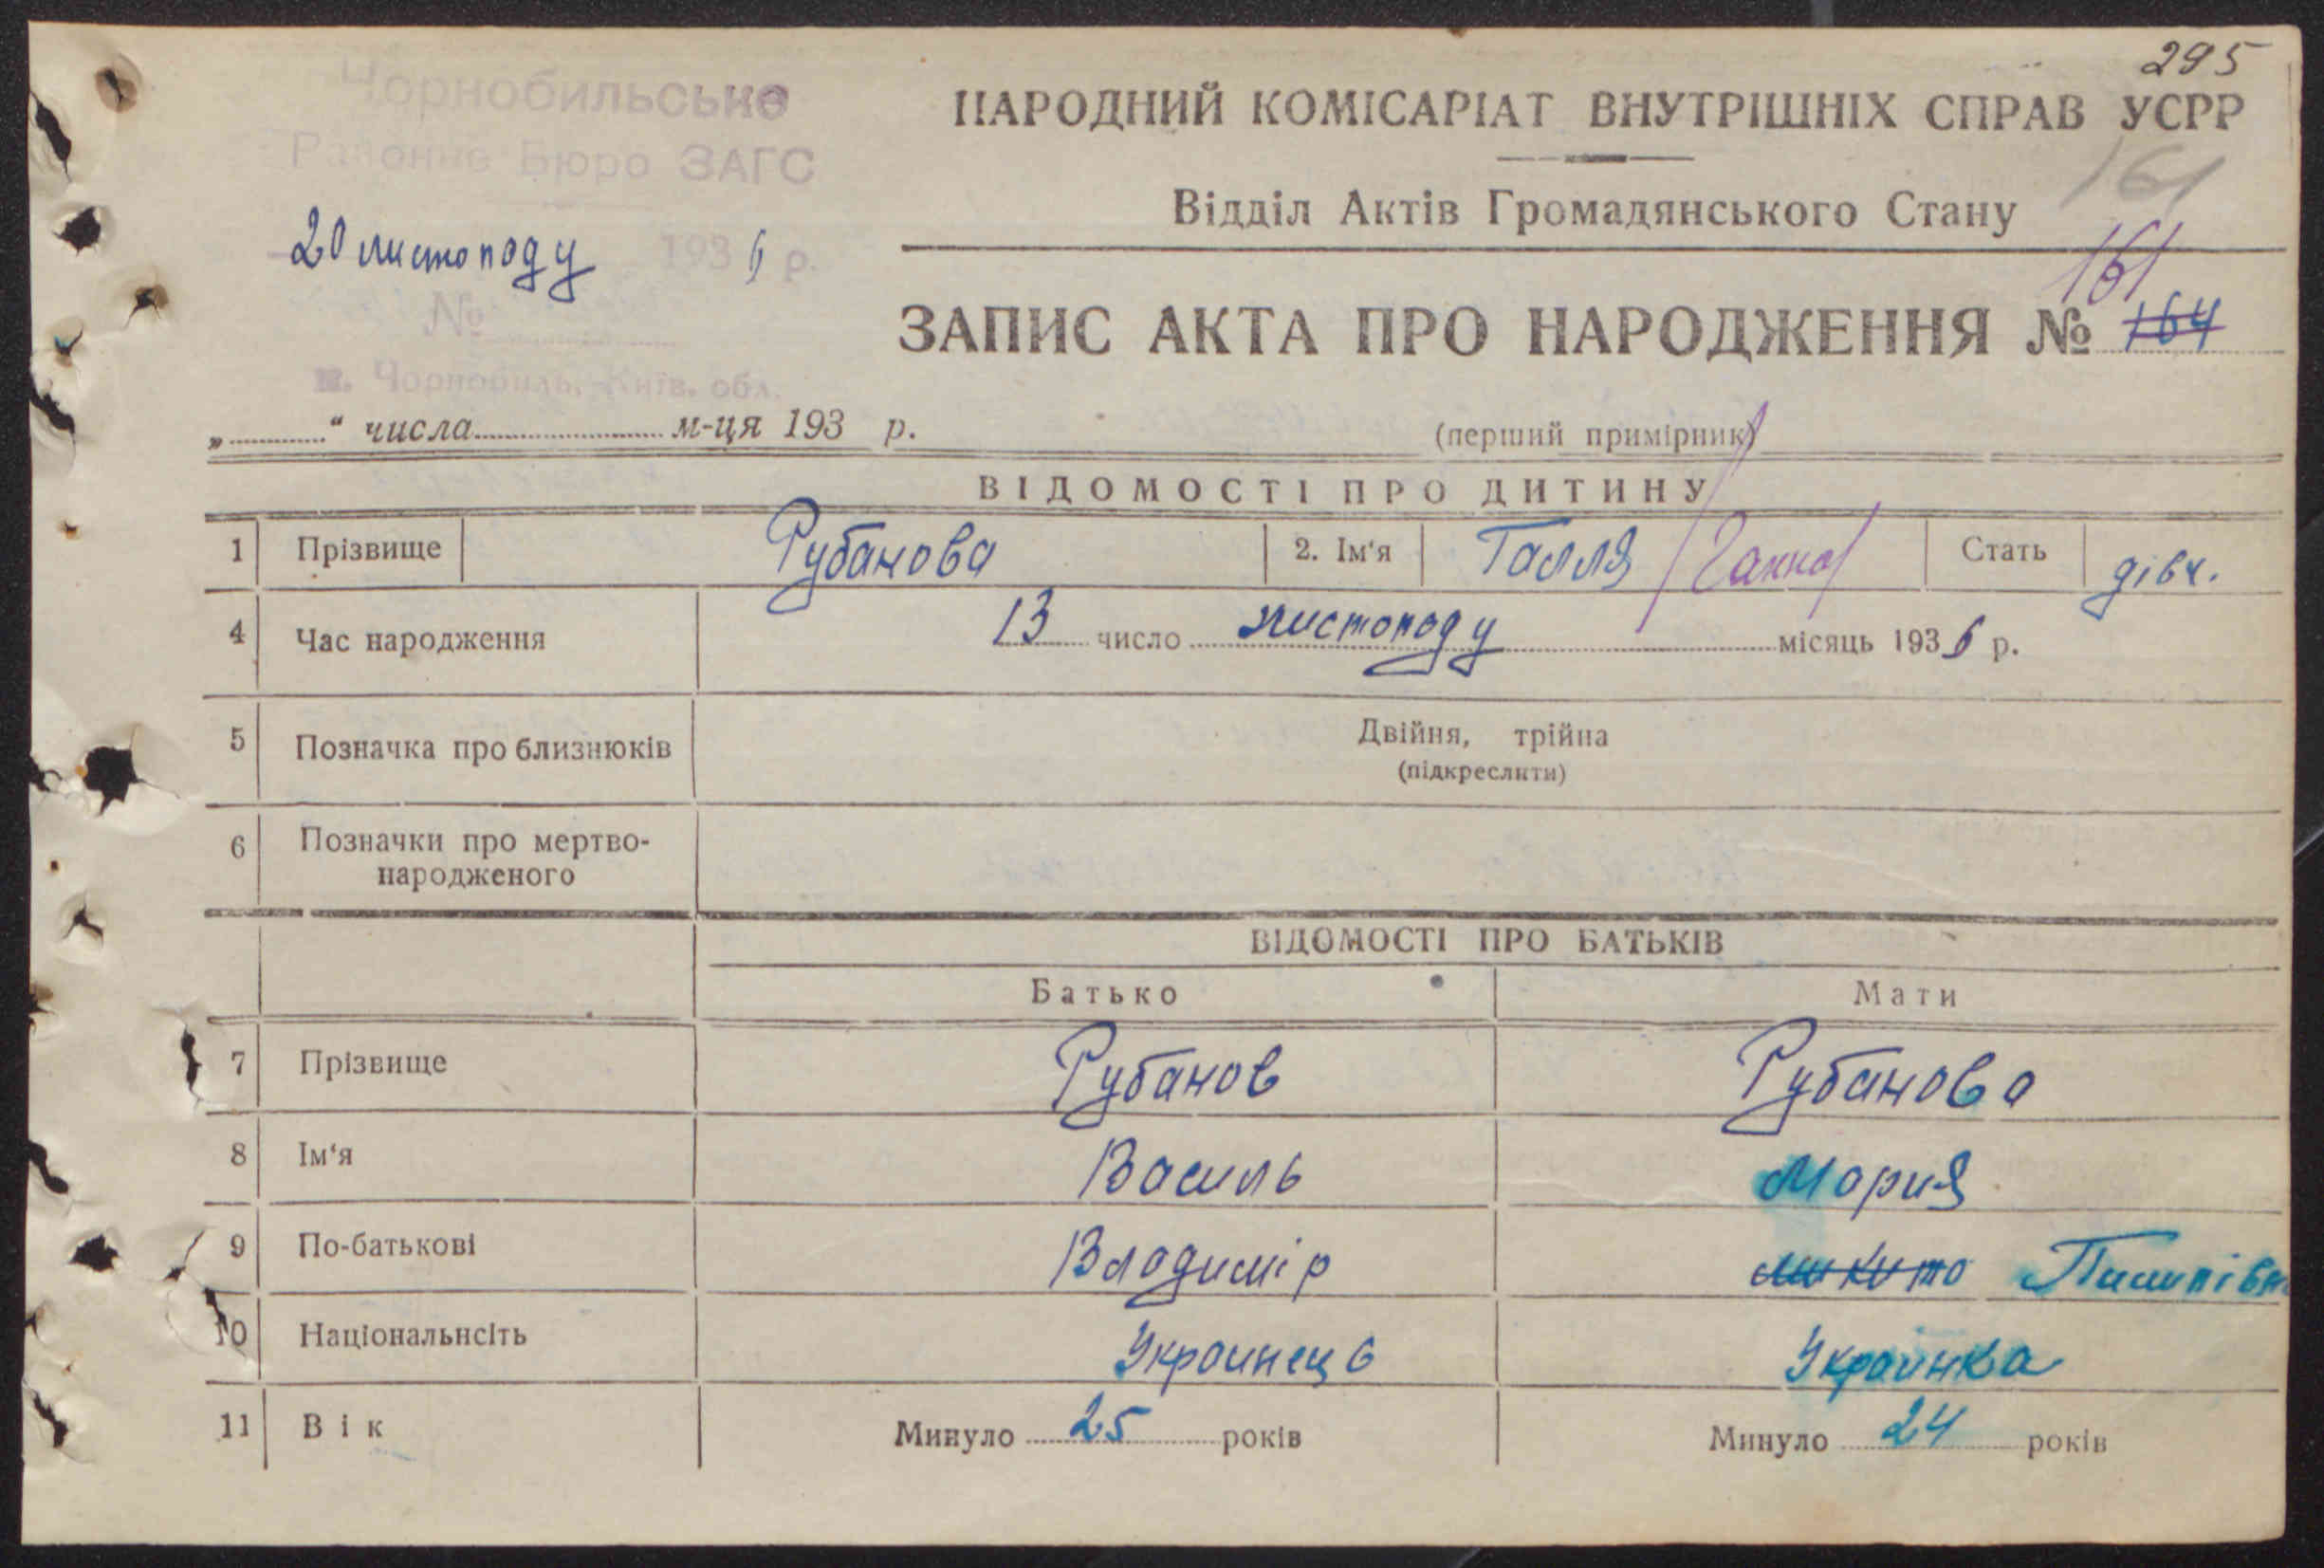 295
Чорнобильське
НАРОДНИЙ КОМІСАРІАТ ВНУТРІШНІХ СПРАВ УСРР
Районне Бюро ЗАГС
161
Відділ Актів Громадянського Стану
20 листопаду 1936 р.
№
161
ЗАПИС АКТА ПРО НАРОДЖЕННЯ № 164
м. Чорнобиль, Київ. обл.
„ “ числа м-ця 193 р.
(перший примірник)
ВІДОМОСТІ ПРО ДИТИНУ
1 Прізвище Рубанова 2. Ім‘я Галля /Ганна/ Стать дівч.
4 Час народження 13 число листопаду місяць 1936 р.
5 Позначка про близнюків Двійня, трійна
(підкреслити)
6 Позначки про мертво-
народженого
ВІДОМОСТІ ПРО БАТЬКІВ
Батько Мати
7 Прізвище Рубанов Рубанова
8 Ім‘я Василь Мория
9 По-батькові Владимір Микито
10 Національнсіть Украинець Украинка
11 Вік Минуло 25 років Минуло 24 років